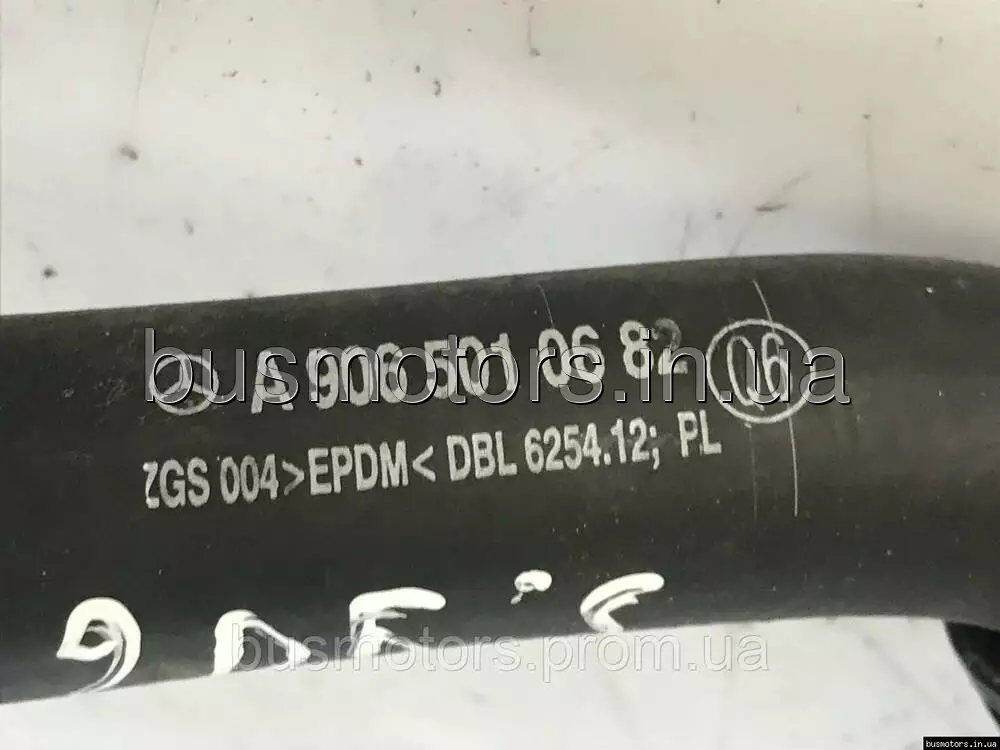 A 906 501 06 82 06
ZGS 004>EPDM< DBL 6254.12; PL
busmotors.in.ua
busmotors.prom.ua
busmotors.in.ua